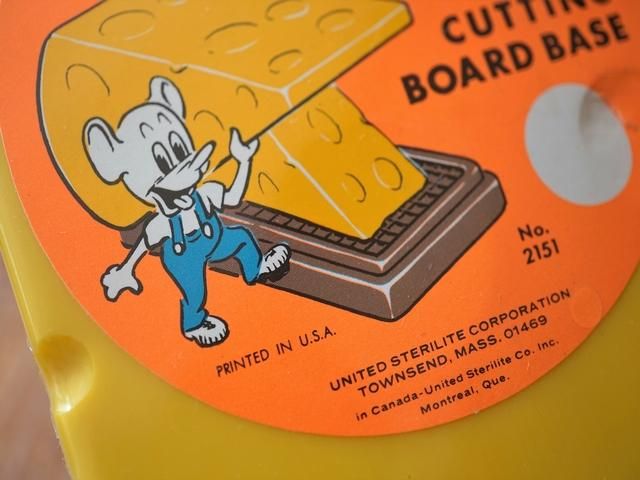 CUTTING
BOARD BASE
No.
2151
PRINTED IN U.S.A.
UNITED STERILITE CORPORATION
TOWNSEND, MASS. 01469
in Canada-United Sterilite Co. Inc.
Montreal, Que.